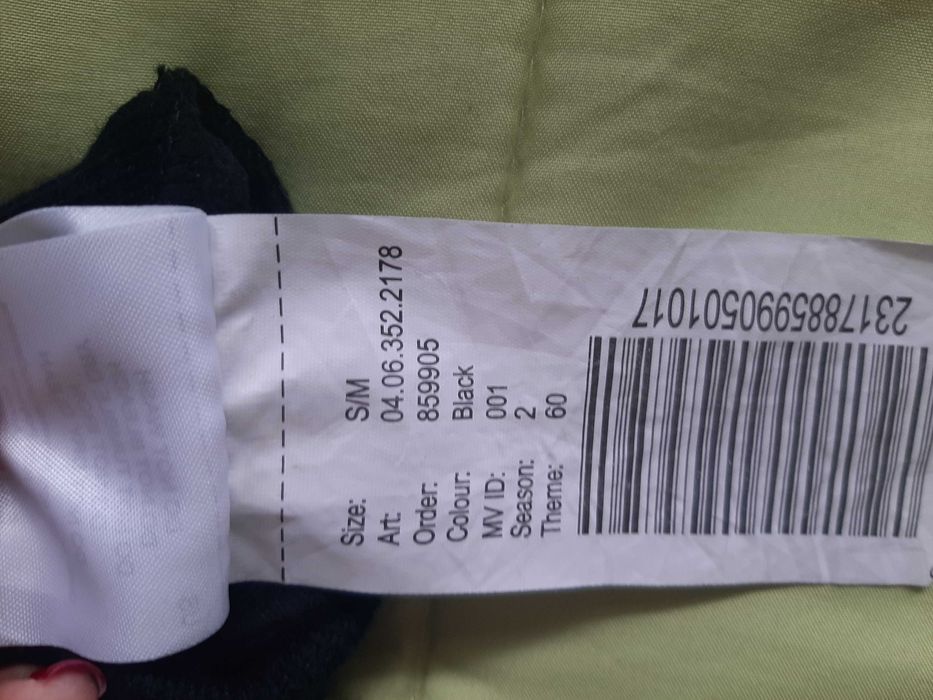 Size: S/M
Art: 04.06.352.2178
Order: 859905
Colour: Black
MV ID: 001
Season: 2
Theme: 60
2317885990501017